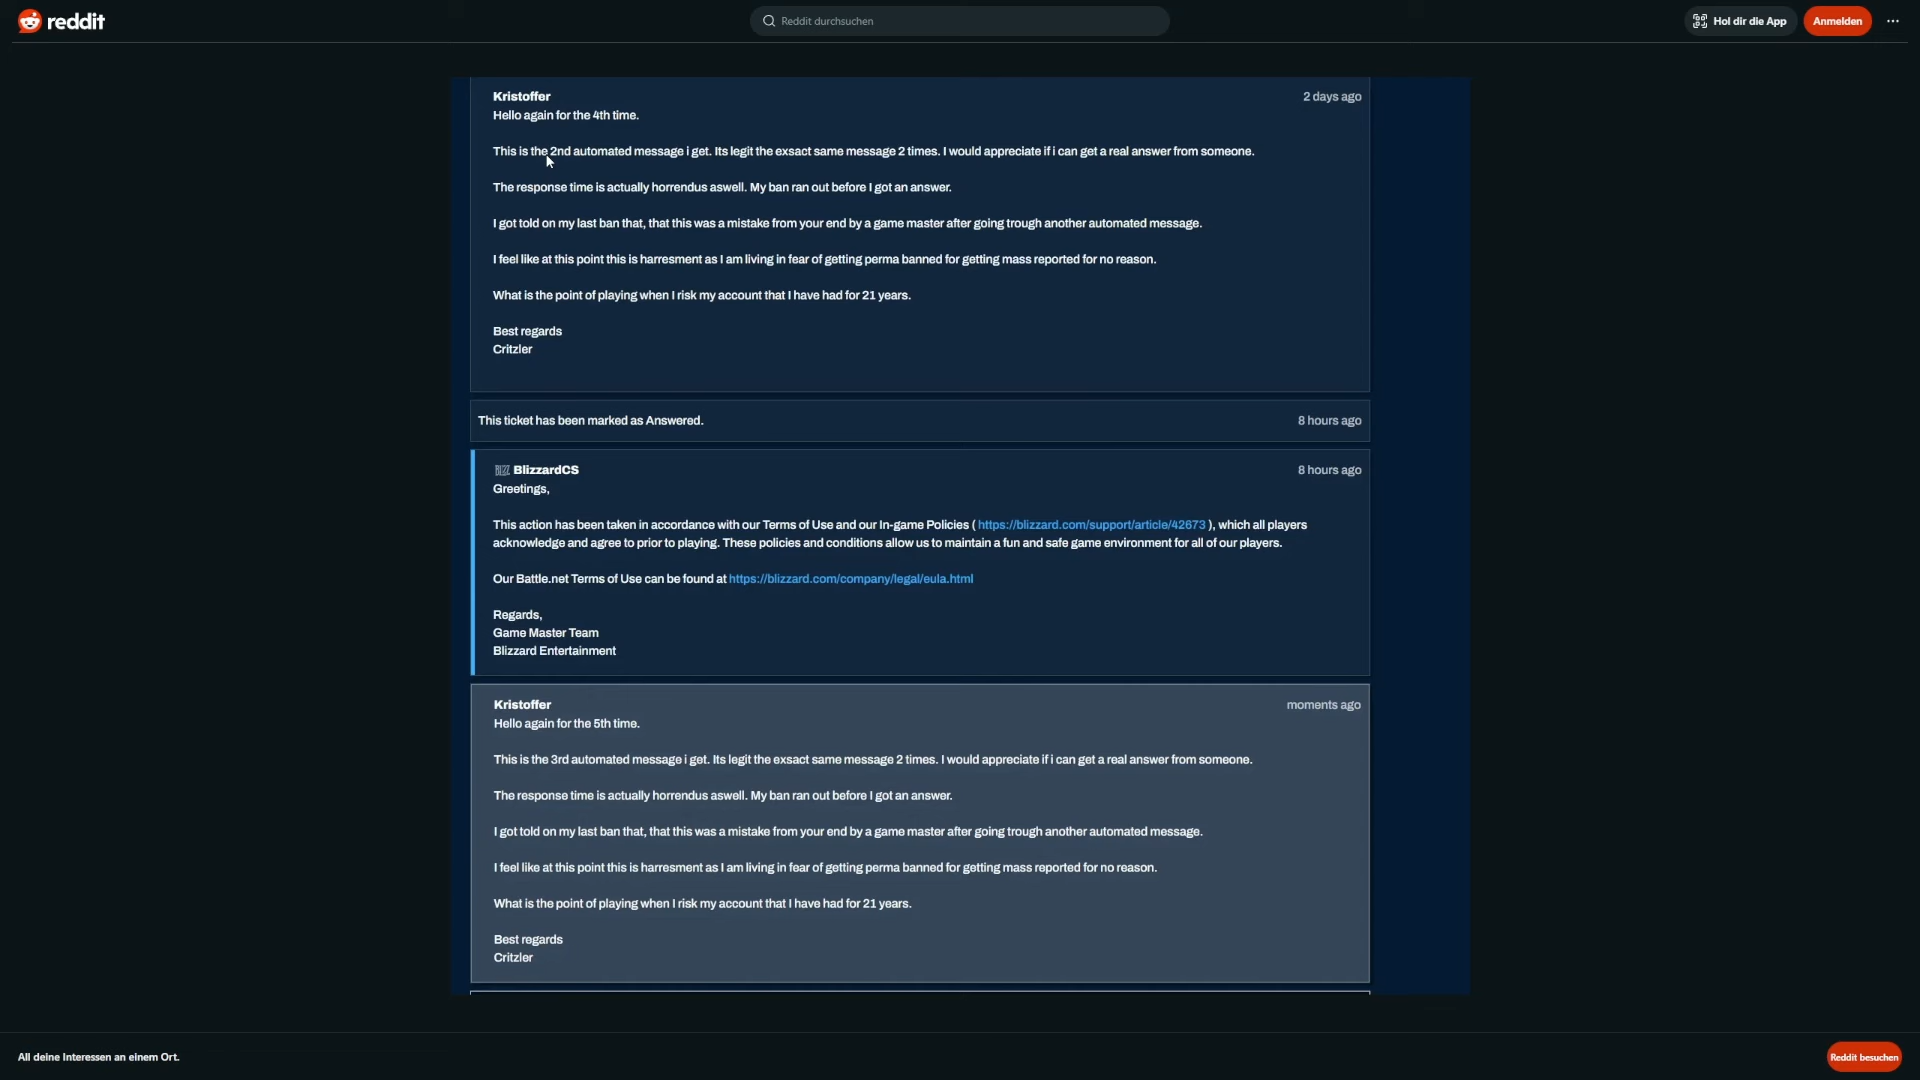 reddit
Reddit durchsuchen
Hol dir die App
Anmelden
Kristoffer
2 days ago
Hello again for the 4th time.
This is the 2nd automated message i get. Its legit the exsact same message 2 times. I would appreciate if i can get a real answer from someone.
The response time is actually horrendus aswell. My ban ran out before I got an answer.
I got told on my last ban that, that this was a mistake from your end by a game master after going trough another automated message.
I feel like at this point this is harresment as I am living in fear of getting perma banned for getting mass reported for no reason.
What is the point of playing when I risk my account that I have had for 21 years.
Best regards
Critzler
This ticket has been marked as Answered.
8 hours ago
BlizzardCS
8 hours ago
Greetings,
This action has been taken in accordance with our Terms of Use and our In-game Policies ( https://blizzard.com/support/article/42673 ), which all players
acknowledge and agree to prior to playing. These policies and conditions allow us to maintain a fun and safe game environment for all of our players.
Our Battle.net Terms of Use can be found at https://blizzard.com/company/legal/eula.html
Regards,
Game Master Team
Blizzard Entertainment
Kristoffer
moments ago
Hello again for the 5th time.
This is the 3rd automated message i get. Its legit the exsact same message 2 times. I would appreciate if i can get a real answer from someone.
The response time is actually horrendus aswell. My ban ran out before I got an answer.
I got told on my last ban that, that this was a mistake from your end by a game master after going trough another automated message.
I feel like at this point this is harresment as I am living in fear of getting perma banned for getting mass reported for no reason.
What is the point of playing when I risk my account that I have had for 21 years.
Best regards
Critzler
All deine Interessen an einem Ort.
Reddit besuchen